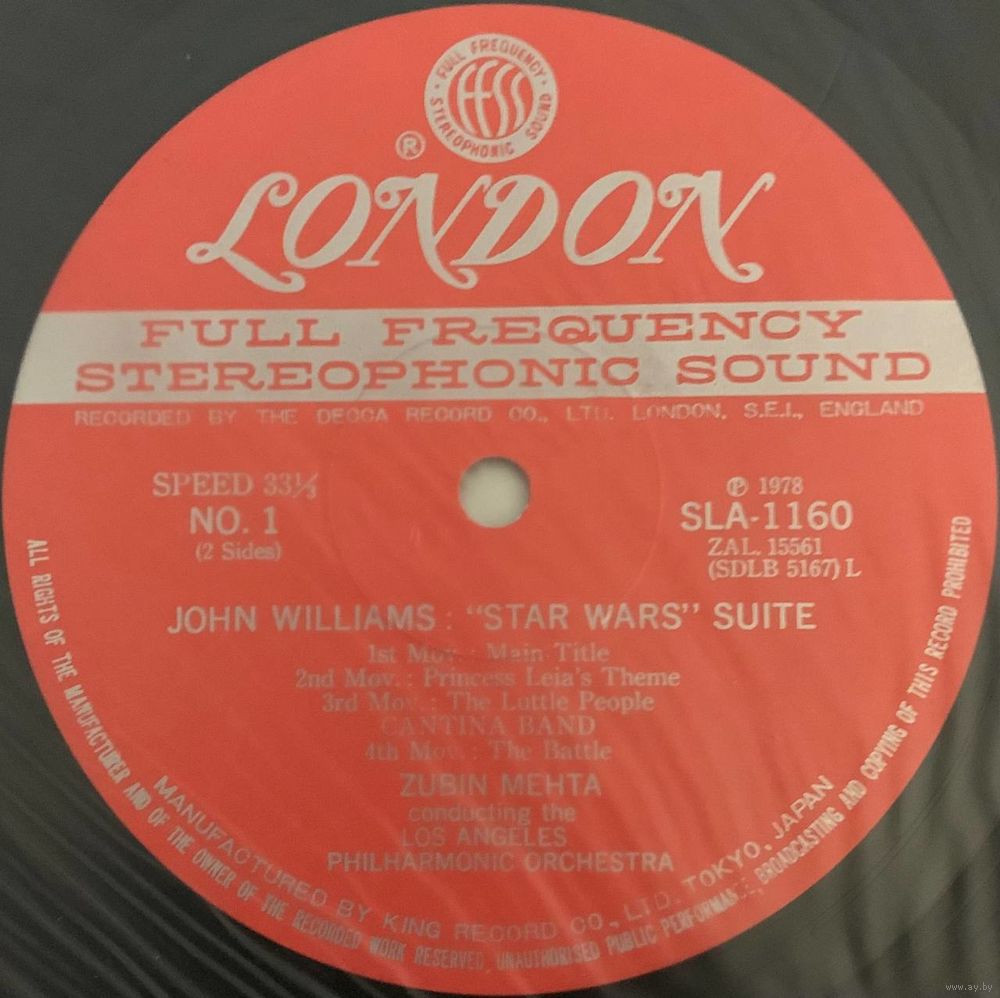 FULL FREQUENCY
FFSS
STEREOPHONIC SOUND
®
LONDON
FULL FREQUENCY
STEREOPHONIC SOUND
RECORDED BY THE DECCA RECORD CO., LTD. LONDON, S.E.I., ENGLAND
SPEED 33⅓
NO. 1
(2 Sides)
℗ 1978
SLA-1160
ZAL. 15561
(SDLB 5167) L
JOHN WILLIAMS : "STAR WARS" SUITE
1st Mov. : Main Title
2nd Mov. : Princess Leia's Theme
3rd Mov. : The Luttle People
CANTINA BAND
4th Mov. : The Battle
ZUBIN MEHTA
conducting the
LOS ANGELES
PHILHARMONIC ORCHESTRA
MANUFACTURED BY KING RECORD CO., LTD. TOKYO, JAPAN
ALL RIGHTS OF THE MANUFACTURER AND OF THE OWNER OF THE RECORDED WORK RESERVED, UNAUTHORISED PUBLIC PERFORMANCE, BROADCASTING AND COPYING OF THIS RECORD PROHIBITED
www.ay.by